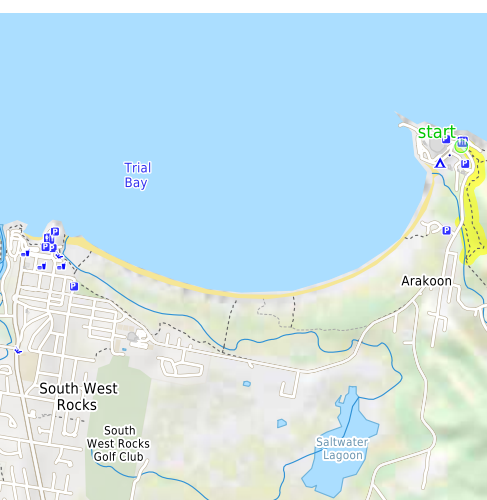 start
Trial
Bay
Arakoon
South West
Rocks
South
West Rocks
Golf Club
Saltwater
Lagoon